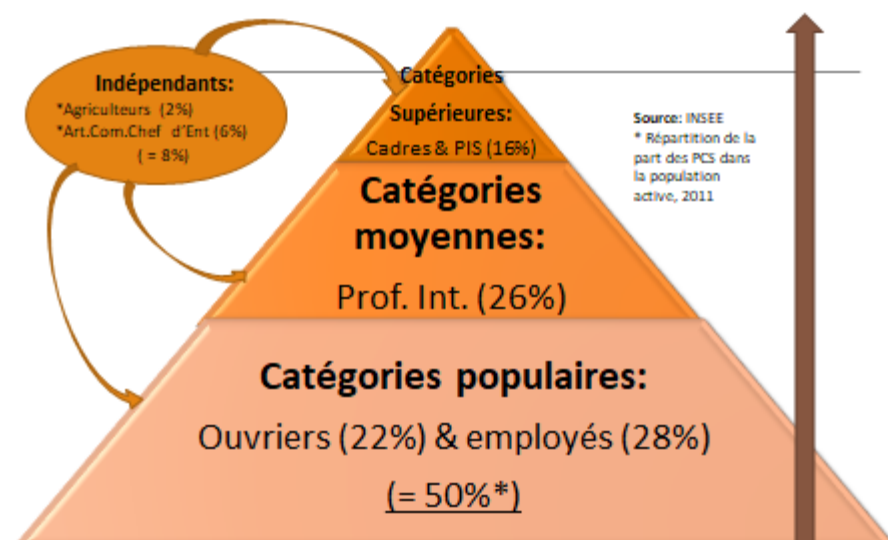 Indépendants:
*Agriculteurs (2%)
*Art.Com.Chef d'Ent (6%)
( = 8%)
Catégories
Supérieures:
Cadres & PIS (16%)
Source: INSEE
* Répartition de la
part des PCS dans
la population
active, 2011
Catégories
moyennes:
Prof. Int. (26%)
Catégories populaires:
Ouvriers (22%) & employés (28%)
(= 50%*)